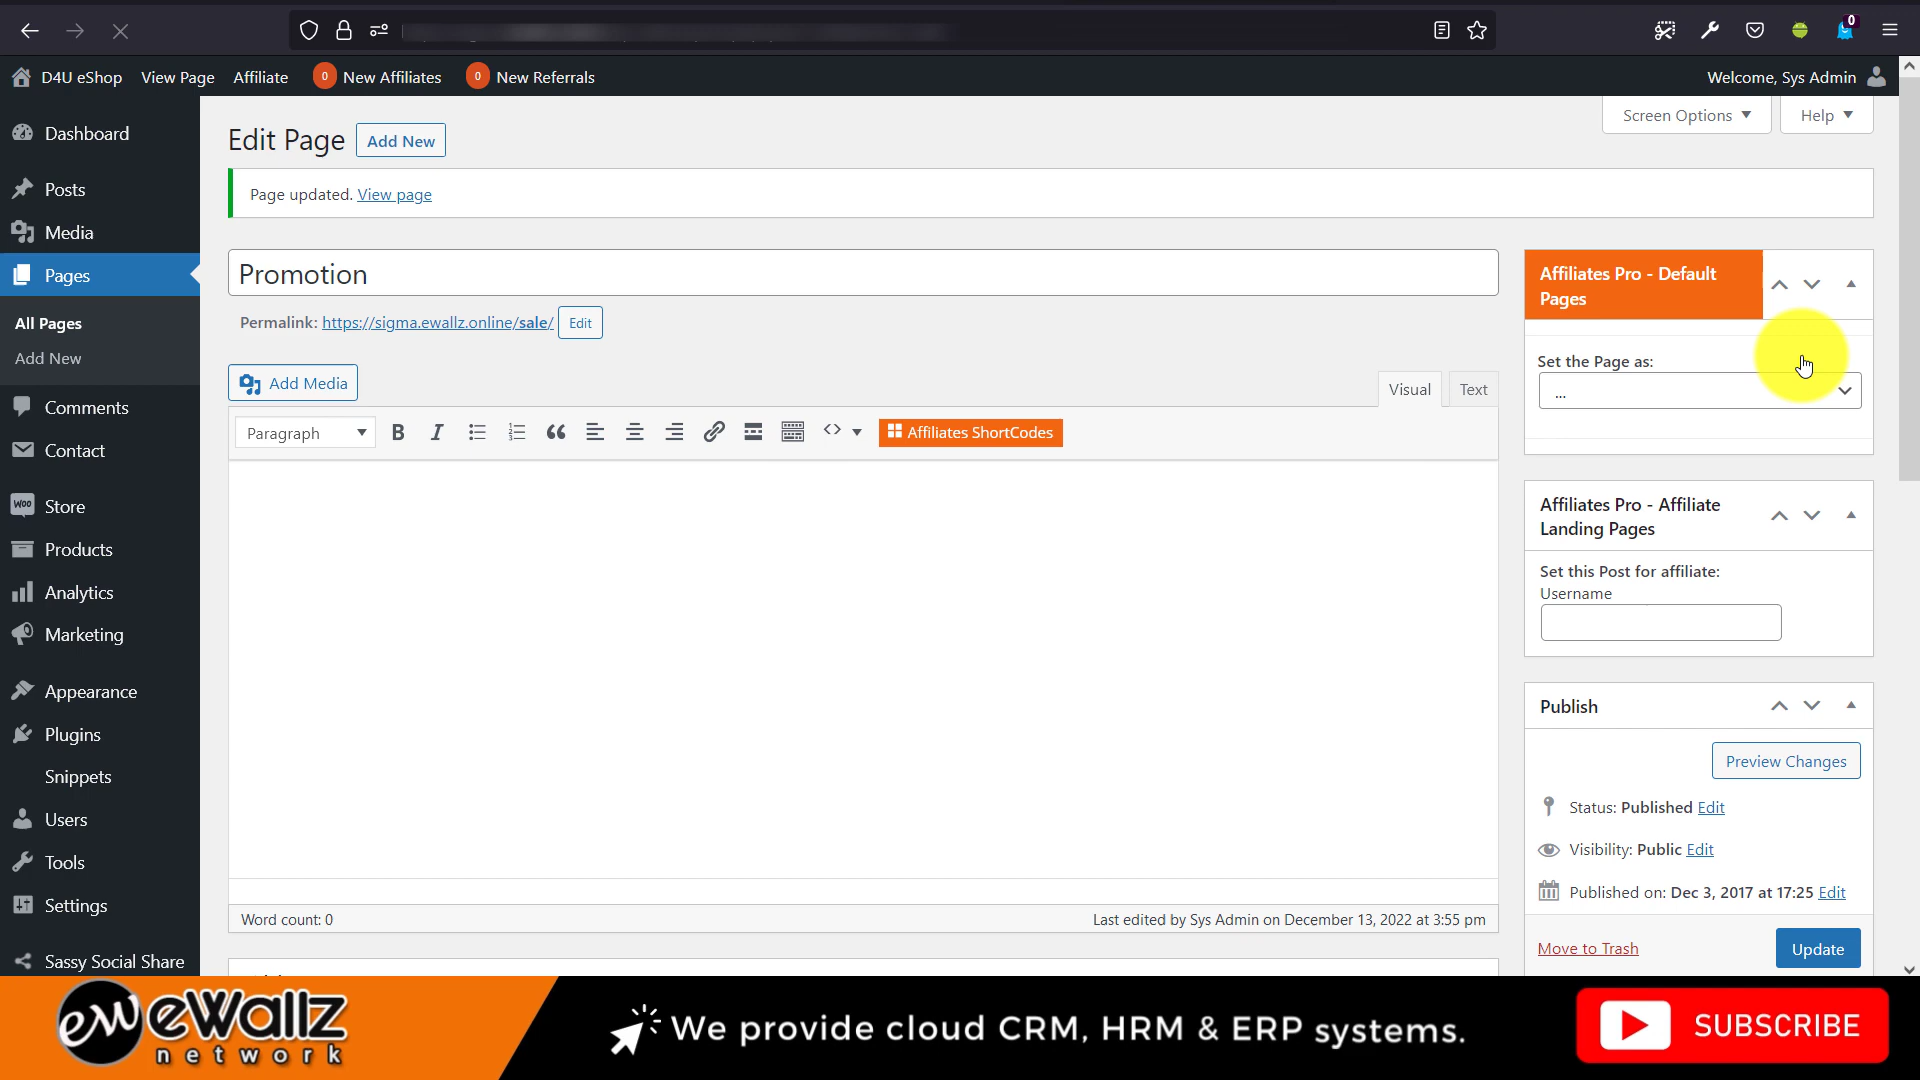 0
D4U eShop View Page Affiliate 0 New Affiliates 0 New Referrals Welcome, Sys Admin
Dashboard
Posts
Media
Pages
All Pages
Add New
Comments
Contact
Woo Store
Products
Analytics
Marketing
Appearance
Plugins
Snippets
Users
Tools
Settings
Sassy Social Share
Screen Options Help
Edit Page Add New
Page updated. View page
Promotion
Permalink: https://sigma.ewallz.online/sale/ Edit
Add Media
Visual Text
Paragraph B I Affiliates ShortCodes
Word count: 0 Last edited by Sys Admin on December 13, 2022 at 3:55 pm
Affiliates Pro - Default
Pages
Set the Page as:
...
Affiliates Pro - Affiliate
Landing Pages
Set this Post for affiliate:
Username
Publish
Preview Changes
Status: Published Edit
Visibility: Public Edit
Published on: Dec 3, 2017 at 17:25 Edit
Move to Trash Update
ew eWallz
network
We provide cloud CRM, HRM & ERP systems.
SUBSCRIBE